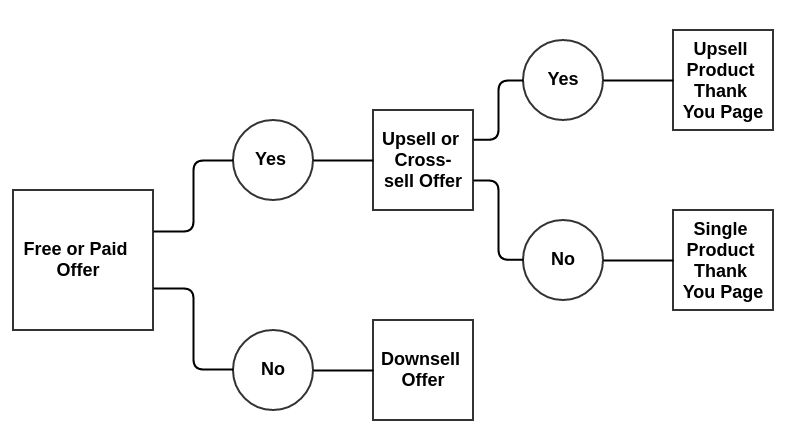 Free or Paid
Offer
Yes
No
Upsell or
Cross-
sell Offer
Downsell
Offer
Yes
No
Upsell
Product
Thank
You Page
Single
Product
Thank
You Page